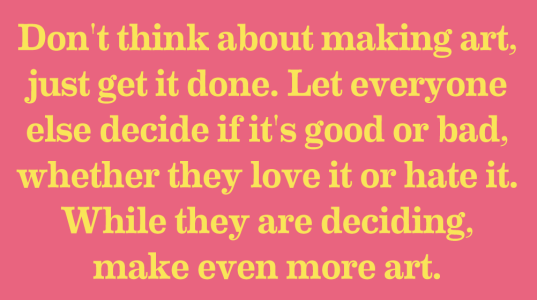 Don't think about making art,
just get it done. Let everyone
else decide if it's good or bad,
whether they love it or hate it.
While they are deciding,
make even more art.